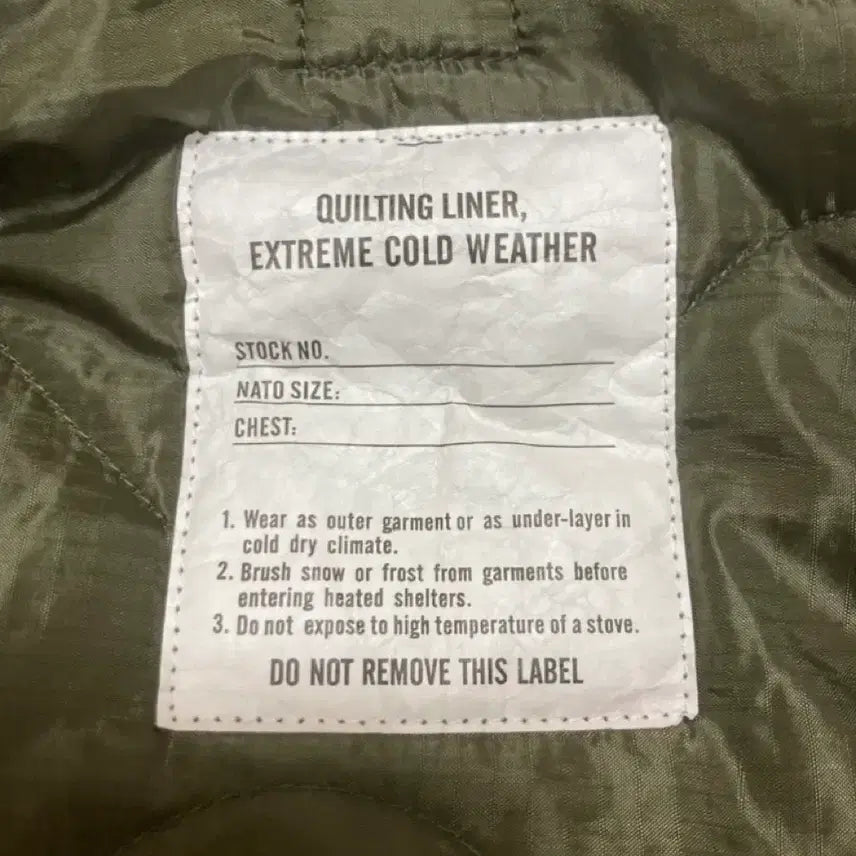 QUILTING LINER,
EXTREME COLD WEATHER
STOCK NO.
NATO SIZE:
CHEST:
1. Wear as outer garment or as under-layer in
cold dry climate.
2. Brush snow or frost from garments before
entering heated shelters.
3. Do not expose to high temperature of a stove.
DO NOT REMOVE THIS LABEL